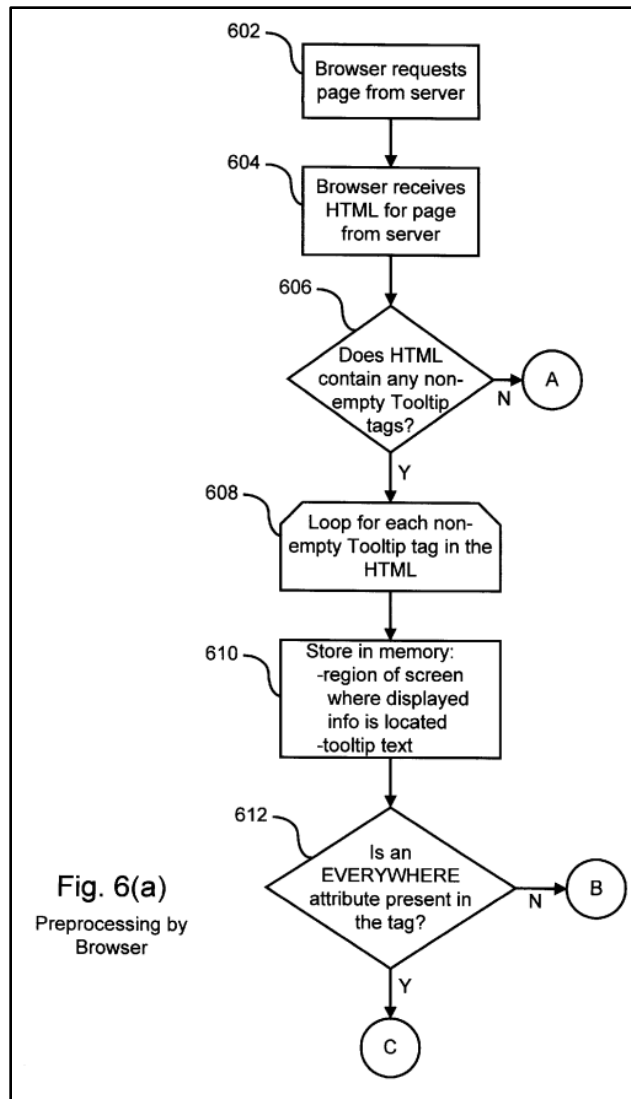 602
Browser requests
page from server
604
Browser receives
HTML for page
from server
606
Does HTML
contain any non-
empty Tooltip
tags?
N
A
Y
608
Loop for each non-
empty Tooltip tag in the
HTML
610
Store in memory:
-region of screen
where displayed
info is located
-tooltip text
612
Is an
EVERYWHERE
attribute present in
the tag?
N
B
Y
C
Fig. 6(a)
Preprocessing by
Browser